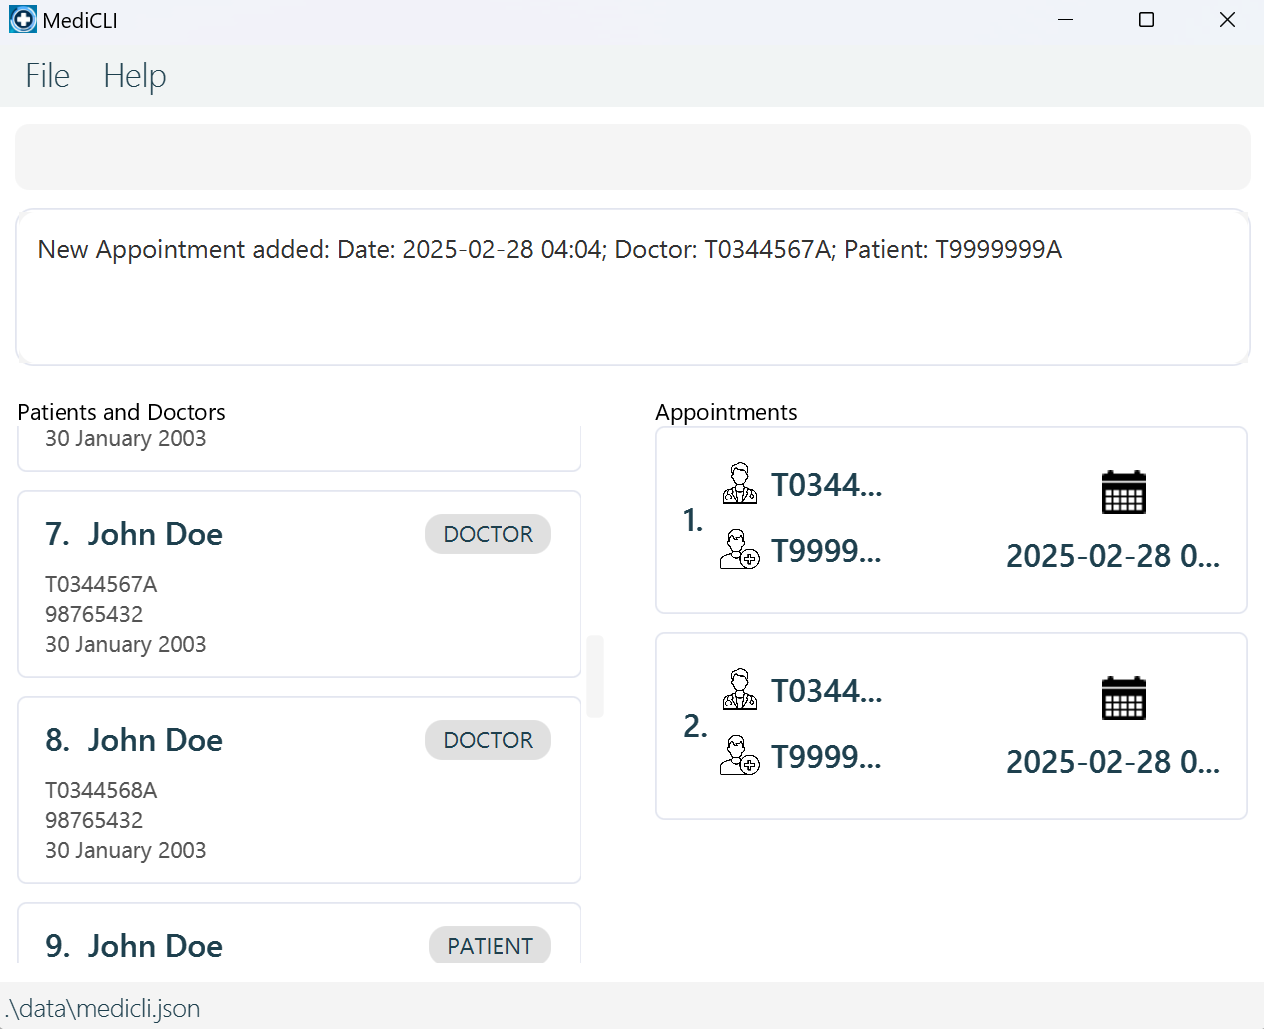 MediCLI
File Help
New Appointment added: Date: 2025-02-28 04:04; Doctor: T0344567A; Patient: T9999999A
Patients and Doctors
30 January 2003
7. John Doe DOCTOR
T0344567A
98765432
30 January 2003
8. John Doe DOCTOR
T0344568A
98765432
30 January 2003
9. John Doe PATIENT
Appointments
1.
T0344...
T9999...
2025-02-28 0...
2.
T0344...
T9999...
2025-02-28 0...
.\data\medicli.json